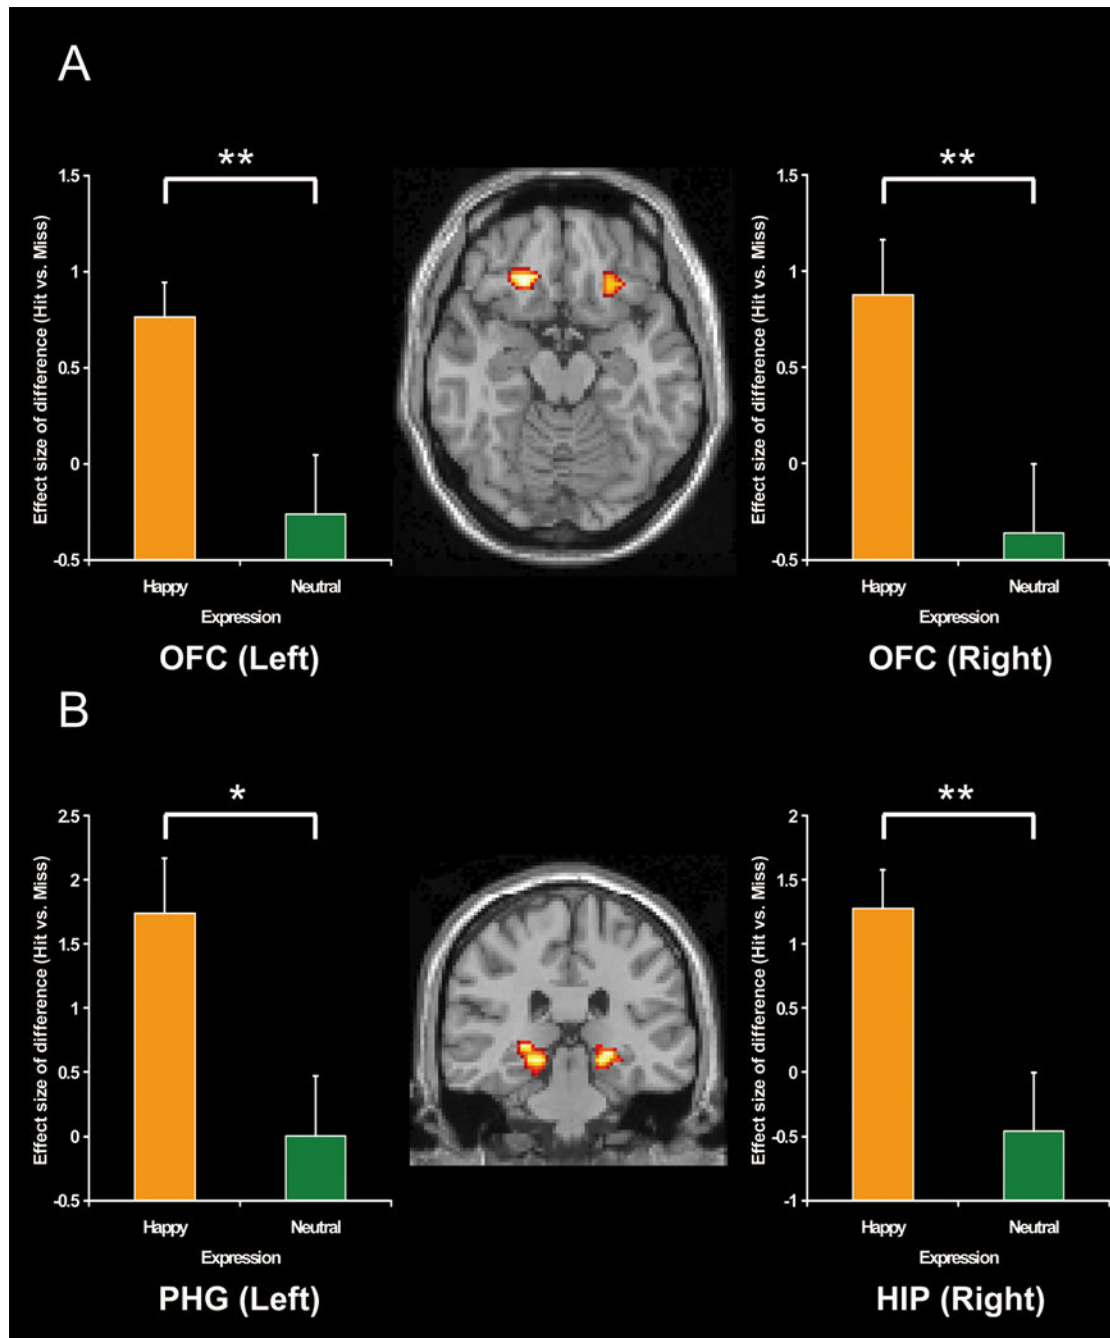 A
**
1.5
1
0.5
0
-0.5
Effect size of difference (Hit vs. Miss)
Happy
Neutral
Expression
OFC (Left)
**
1.5
1
0.5
0
-0.5
Effect size of difference (Hit vs. Miss)
Happy
Neutral
Expression
OFC (Right)
B
*
2.5
2
1.5
1
0.5
0
-0.5
Effect size of difference (Hit vs. Miss)
Happy
Neutral
Expression
PHG (Left)
**
2
1.5
1
0.5
0
-0.5
-1
Effect size of difference (Hit vs. Miss)
Happy
Neutral
Expression
HIP (Right)